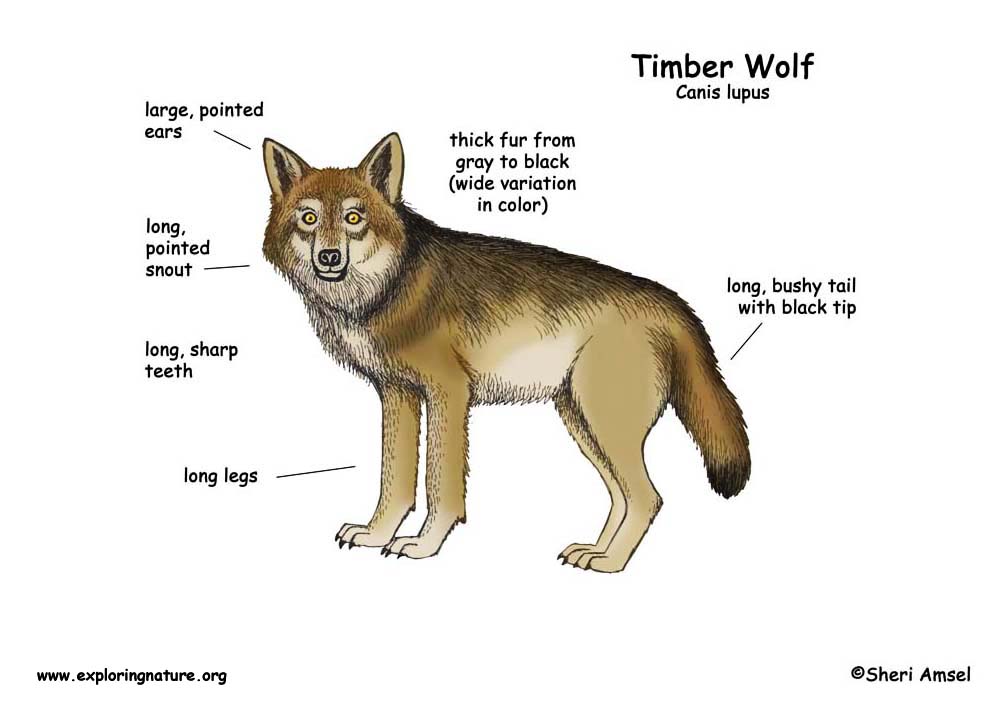 Timber Wolf
Canis lupus
large, pointed
ears
thick fur from
gray to black
(wide variation
in color)
long,
pointed
snout
long, bushy tail
with black tip
long, sharp
teeth
long legs
www.exploringnature.org
©Sheri Amsel